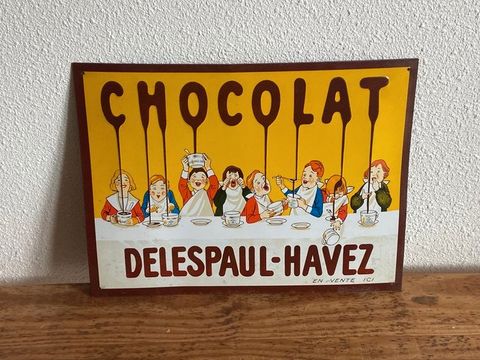 CHOCOLAT
DELESPAUL-HAVEZ
EN VENTE ICI